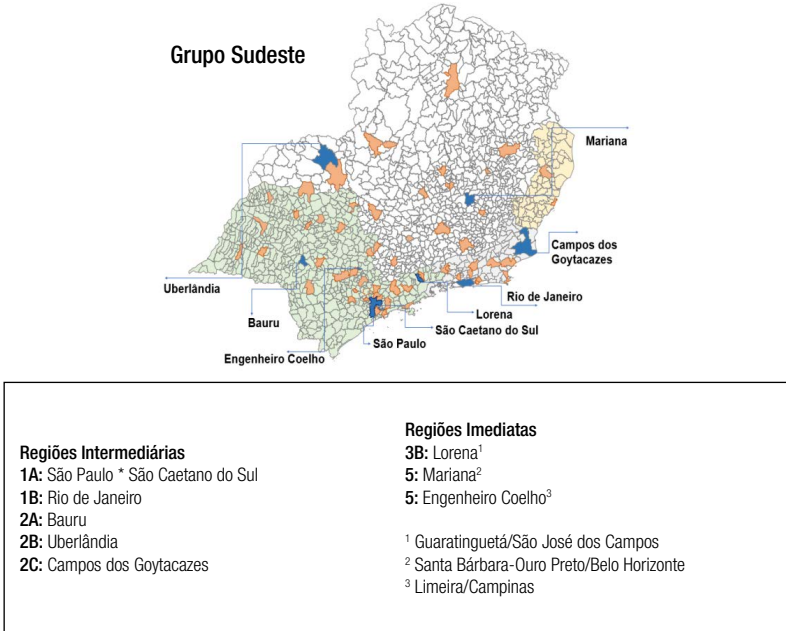 Grupo Sudeste
Mariana
Campos dos
Goytacazes
Uberlândia
Rio de Janeiro
Bauru
Lorena
São Caetano do Sul
São Paulo
Engenheiro Coelho
Regiões Intermediárias
1A: São Paulo * São Caetano do Sul
1B: Rio de Janeiro
2A: Bauru
2B: Uberlândia
2C: Campos dos Goytacazes
Regiões Imediatas
3B: Lorena¹
5: Mariana²
5: Engenheiro Coelho³
¹ Guaratinguetá/São José dos Campos
² Santa Bárbara-Ouro Preto/Belo Horizonte
³ Limeira/Campinas